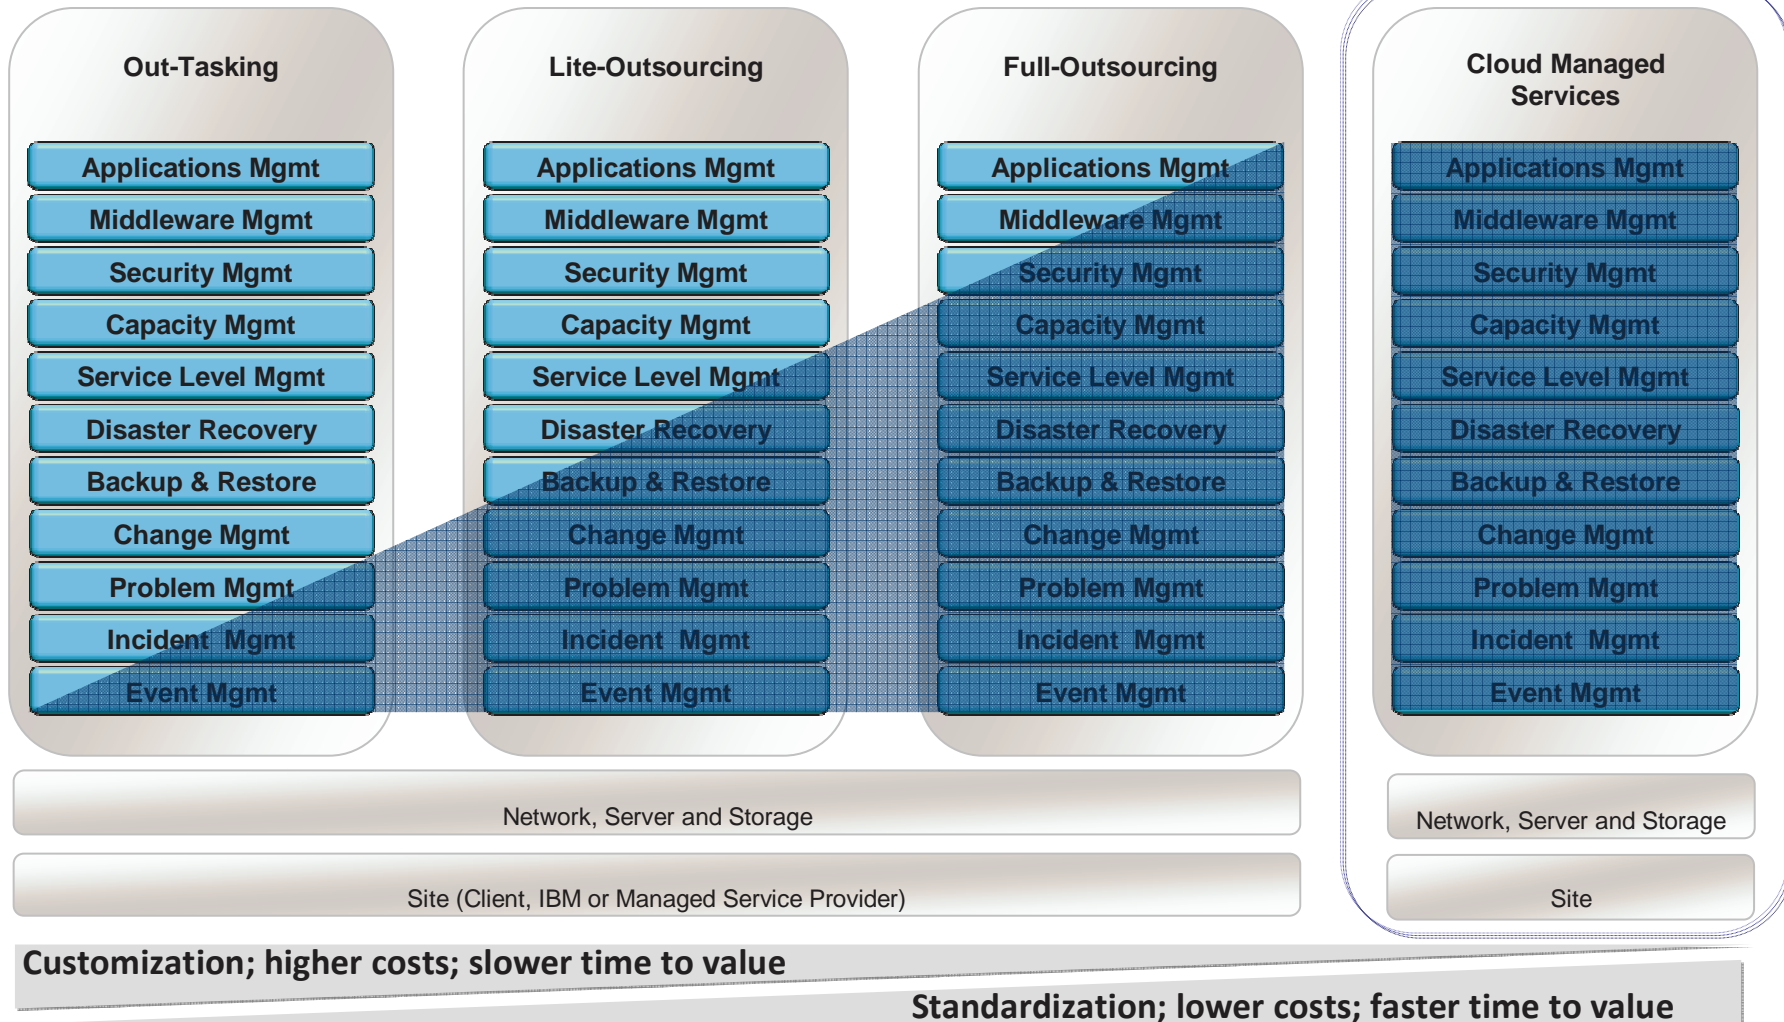 Out-Tasking
Applications Mgmt
Middleware Mgmt
Security Mgmt
Capacity Mgmt
Service Level Mgmt
Disaster Recovery
Backup & Restore
Change Mgmt
Problem Mgmt
Incident Mgmt
Event Mgmt
Lite-Outsourcing
Applications Mgmt
Middleware Mgmt
Security Mgmt
Capacity Mgmt
Service Level Mgmt
Disaster Recovery
Backup & Restore
Change Mgmt
Problem Mgmt
Incident Mgmt
Event Mgmt
Full-Outsourcing
Applications Mgmt
Middleware Mgmt
Security Mgmt
Capacity Mgmt
Service Level Mgmt
Disaster Recovery
Backup & Restore
Change Mgmt
Problem Mgmt
Incident Mgmt
Event Mgmt
Cloud Managed
Services
Applications Mgmt
Middleware Mgmt
Security Mgmt
Capacity Mgmt
Service Level Mgmt
Disaster Recovery
Backup & Restore
Change Mgmt
Problem Mgmt
Incident Mgmt
Event Mgmt
Network, Server and Storage
Network, Server and Storage
Site (Client, IBM or Managed Service Provider)
Site
Customization; higher costs; slower time to value
Standardization; lower costs; faster time to value